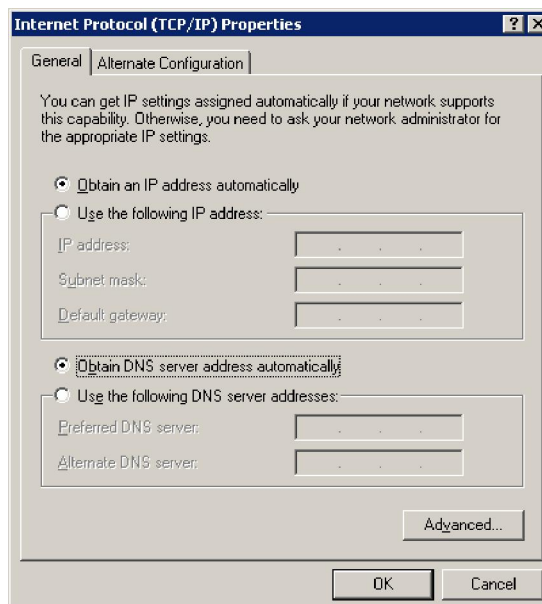 Internet Protocol (TCP/IP) Properties
General
Alternate Configuration
You can get IP settings assigned automatically if your network supports
this capability. Otherwise, you need to ask your network administrator for
the appropriate IP settings.
Obtain an IP address automatically
Use the following IP address:
IP address:
Subnet mask:
Default gateway:
Obtain DNS server address automatically
Use the following DNS server addresses:
Preferred DNS server:
Alternate DNS server:
Advanced...
OK
Cancel